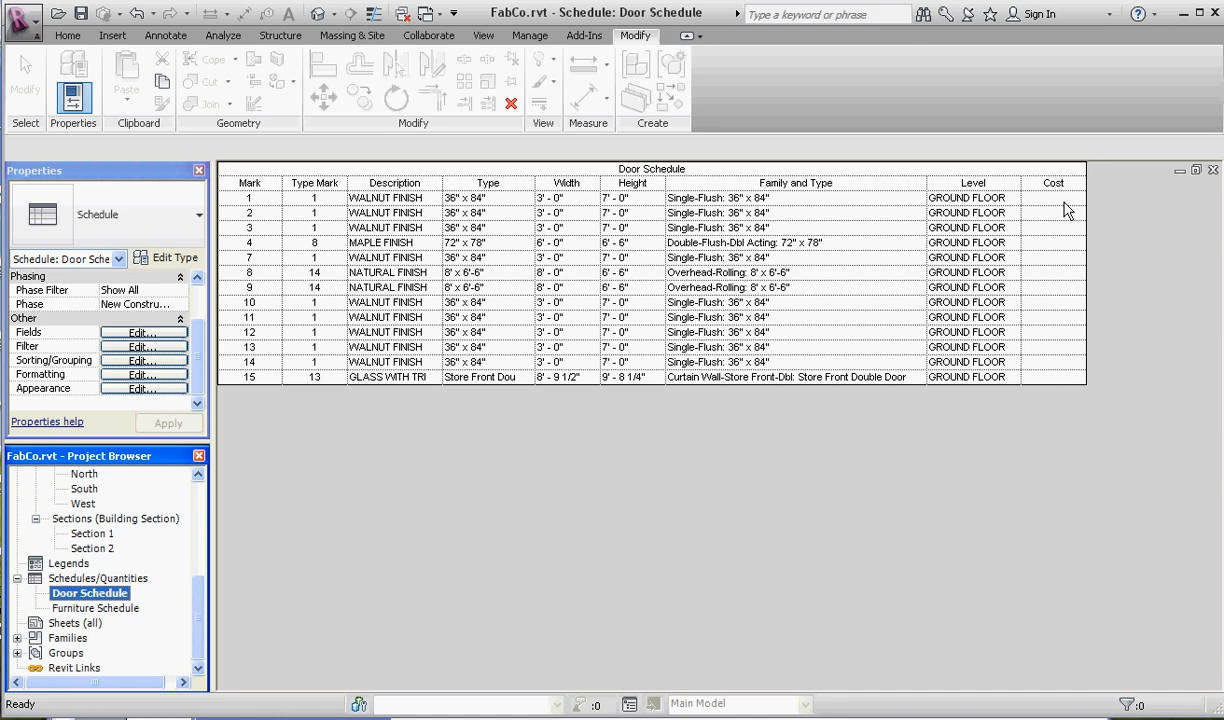 FabCo.rvt - Schedule: Door Schedule
Type a keyword or phrase
Sign In
Home Insert Annotate Analyze Structure Massing & Site Collaborate View Manage Add-Ins Modify
Modify
Paste
Cope
Cut
Join
Select Properties Clipboard Geometry Modify View Measure Create
Properties
Schedule
Schedule: Door Sche
Edit Type
Phasing
Phase Filter Show All
Phase New Constru...
Other
Fields Edit...
Filter Edit...
Sorting/Grouping Edit...
Formatting Edit...
Appearance Edit...
Properties help
Apply
FabCo.rvt - Project Browser
North
South
West
Sections (Building Section)
Section 1
Section 2
Legends
Schedules/Quantities
Door Schedule
Furniture Schedule
Sheets (all)
Families
Groups
Revit Links
Door Schedule
Mark Type Mark Description Type Width Height Family and Type Level Cost
1 1 WALNUT FINISH 36" x 84" 3' - 0" 7' - 0" Single-Flush: 36" x 84" GROUND FLOOR
2 1 WALNUT FINISH 36" x 84" 3' - 0" 7' - 0" Single-Flush: 36" x 84" GROUND FLOOR
3 1 WALNUT FINISH 36" x 84" 3' - 0" 7' - 0" Single-Flush: 36" x 84" GROUND FLOOR
4 8 MAPLE FINISH 72" x 78" 6' - 0" 6' - 6" Double-Flush-Dbl Acting: 72" x 78" GROUND FLOOR
7 1 WALNUT FINISH 36" x 84" 3' - 0" 7' - 0" Single-Flush: 36" x 84" GROUND FLOOR
8 14 NATURAL FINISH 8' x 6'-6" 8' - 0" 6' - 6" Overhead-Rolling: 8' x 6'-6" GROUND FLOOR
9 14 NATURAL FINISH 8' x 6'-6" 8' - 0" 6' - 6" Overhead-Rolling: 8' x 6'-6" GROUND FLOOR
10 1 WALNUT FINISH 36" x 84" 3' - 0" 7' - 0" Single-Flush: 36" x 84" GROUND FLOOR
11 1 WALNUT FINISH 36" x 84" 3' - 0" 7' - 0" Single-Flush: 36" x 84" GROUND FLOOR
12 1 WALNUT FINISH 36" x 84" 3' - 0" 7' - 0" Single-Flush: 36" x 84" GROUND FLOOR
13 1 WALNUT FINISH 36" x 84" 3' - 0" 7' - 0" Single-Flush: 36" x 84" GROUND FLOOR
14 1 WALNUT FINISH 36" x 84" 3' - 0" 7' - 0" Single-Flush: 36" x 84" GROUND FLOOR
15 13 GLASS WITH TRI Store Front Dou 8' - 9 1/2" 9' - 8 1/4" Curtain Wall-Store Front-Dbl: Store Front Double Door GROUND FLOOR
Ready
:0
Main Model
:0